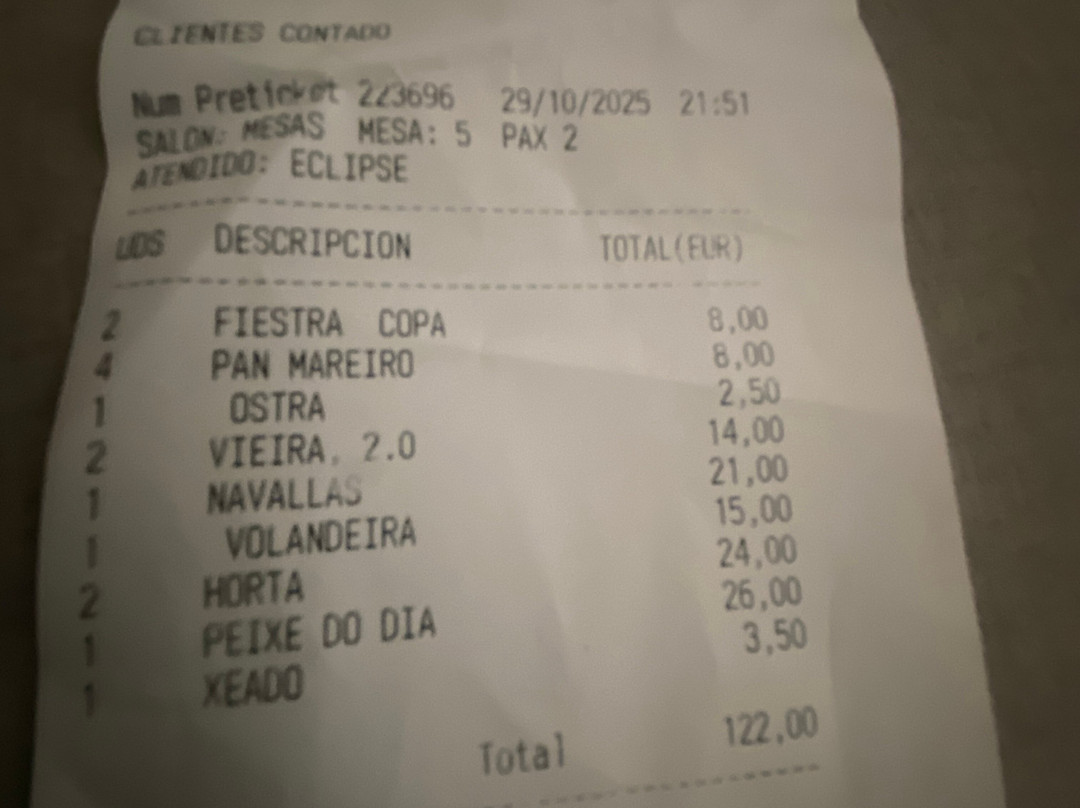 CLIENTES CONTADO
Num Preticket 223696 29/10/2025 21:51
SALON: MESAS MESA: 5 PAX 2
ATENDIDO: ECLIPSE
UDS DESCRIPCION TOTAL(EUR)
2 FIESTRA COPA 8,00
4 PAN MAREIRO 8,00
1 OSTRA 2,50
2 VIEIRA. 2.0 14,00
1 NAVALLAS 21,00
1 VOLANDEIRA 15,00
2 HORTA 24,00
1 PEIXE DO DIA 26,00
1 XEADO 3,50
Total 122,00